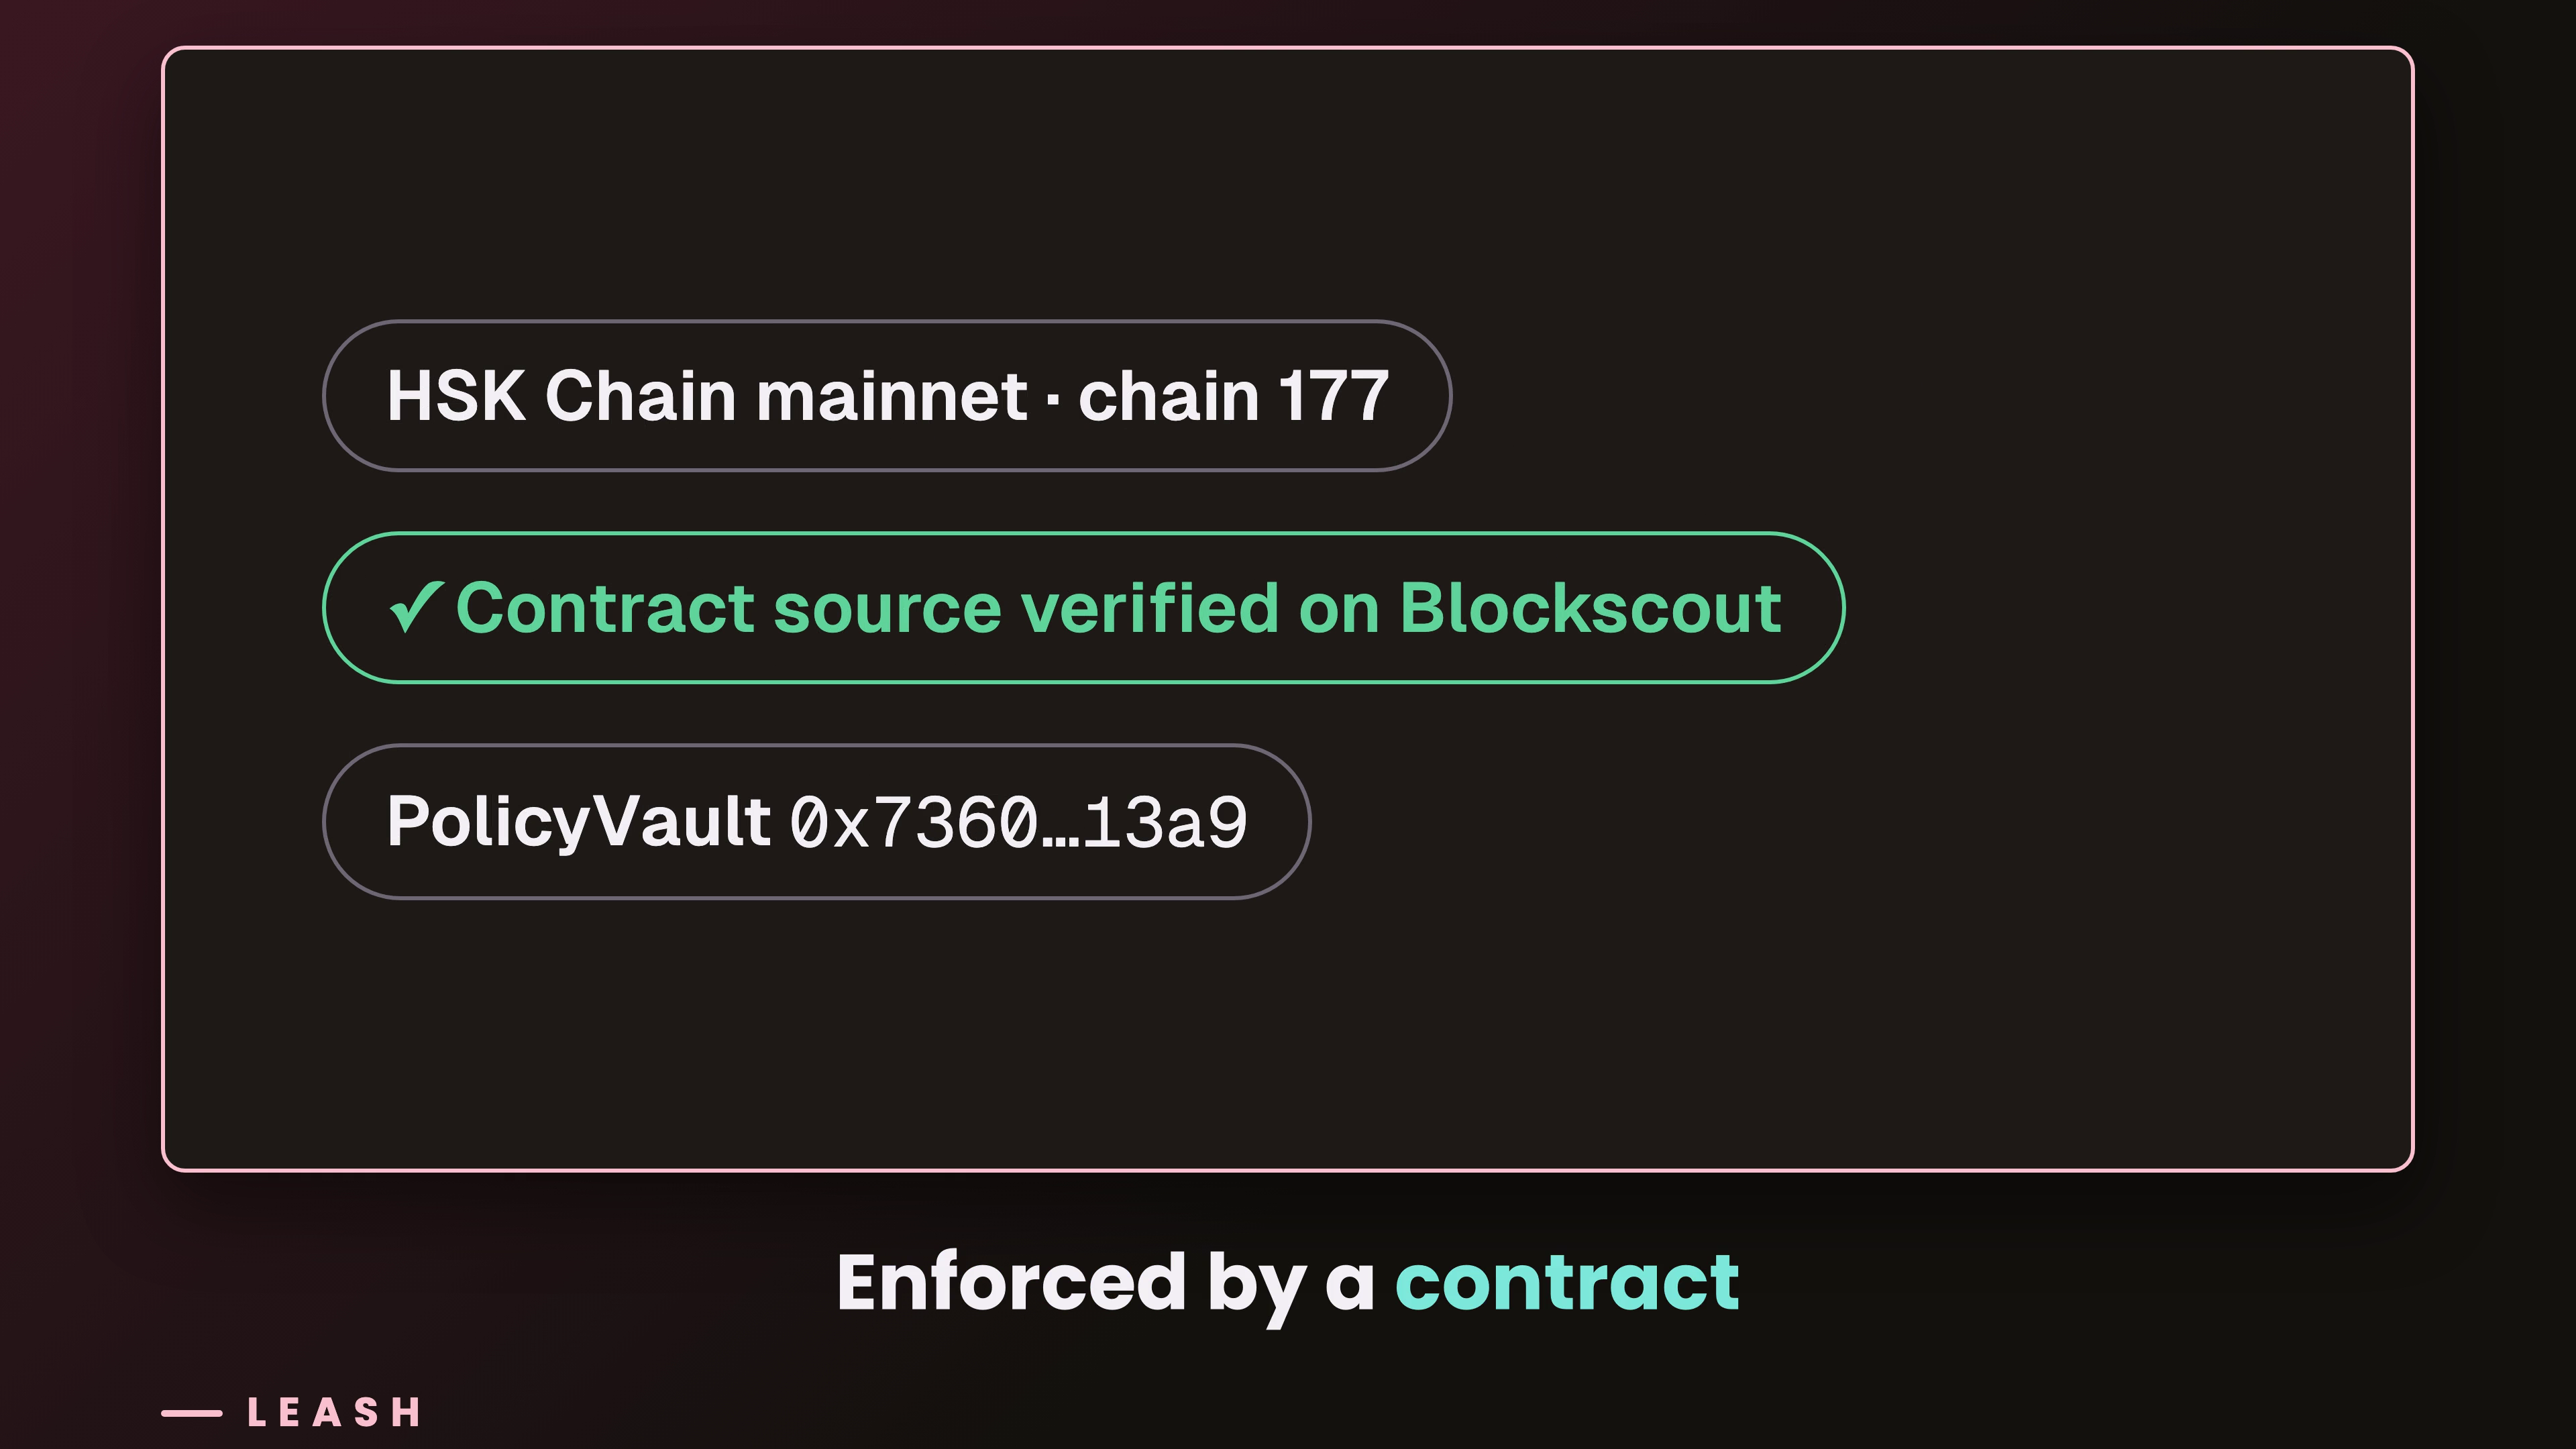 HSK Chain mainnet · chain 177
✓ Contract source verified on Blockscout
PolicyVault 0x7360…13a9
Enforced by a contract
LEASH